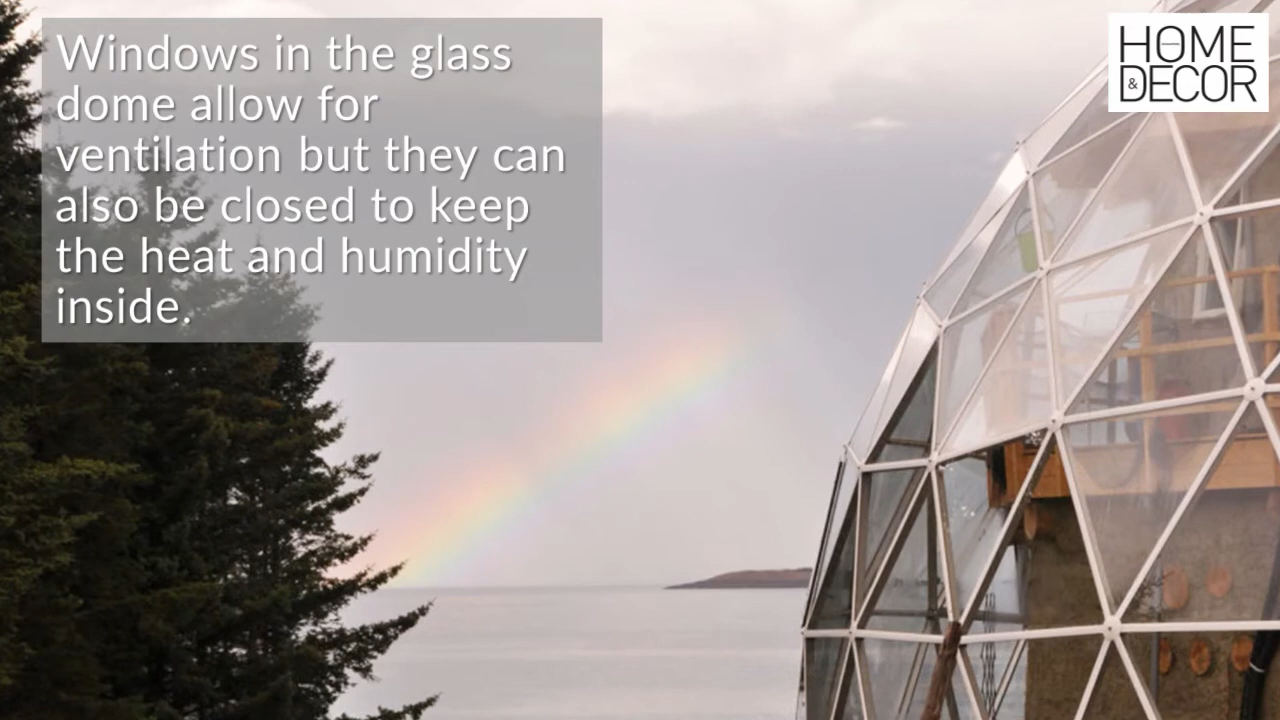 Windows in the glass
dome allow for
ventilation but they can
also be closed to keep
the heat and humidity
inside.
HOME
&DECOR